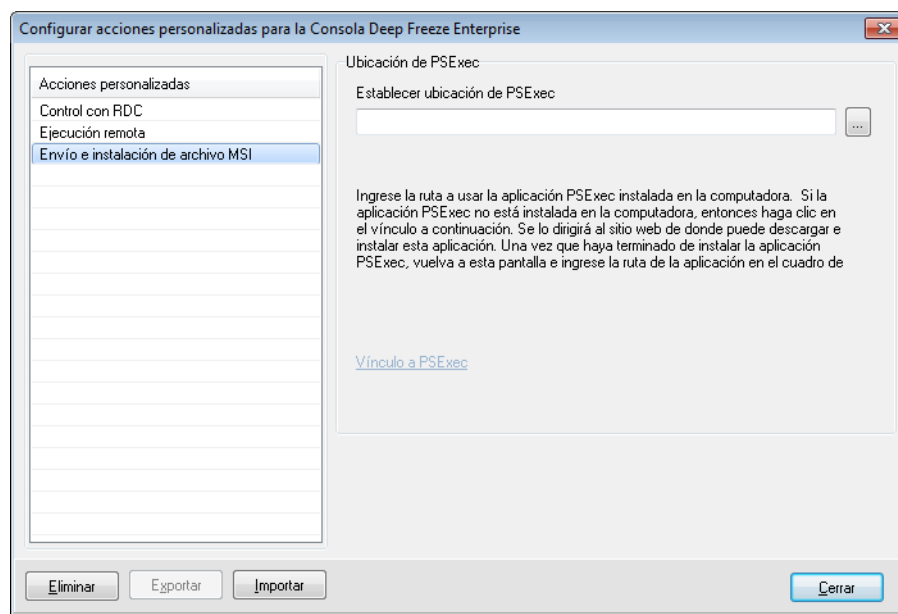 Configurar acciones personalizadas para la Consola Deep Freeze Enterprise
Acciones personalizadas
Control con RDC
Ejecución remota
Envío e instalación de archivo MSI
Ubicación de PSExec
Establecer ubicación de PSExec
...
Ingrese la ruta a usar la aplicación PSExec instalada en la computadora. Si la
aplicación PSExec no está instalada en la computadora, entonces haga clic en
el vínculo a continuación. Se lo dirigirá al sitio web de donde puede descargar e
instalar esta aplicación. Una vez que haya terminado de instalar la aplicación
PSExec, vuelva a esta pantalla e ingrese la ruta de la aplicación en el cuadro de
Vínculo a PSExec
Eliminar
Exportar
Importar
Cerrar